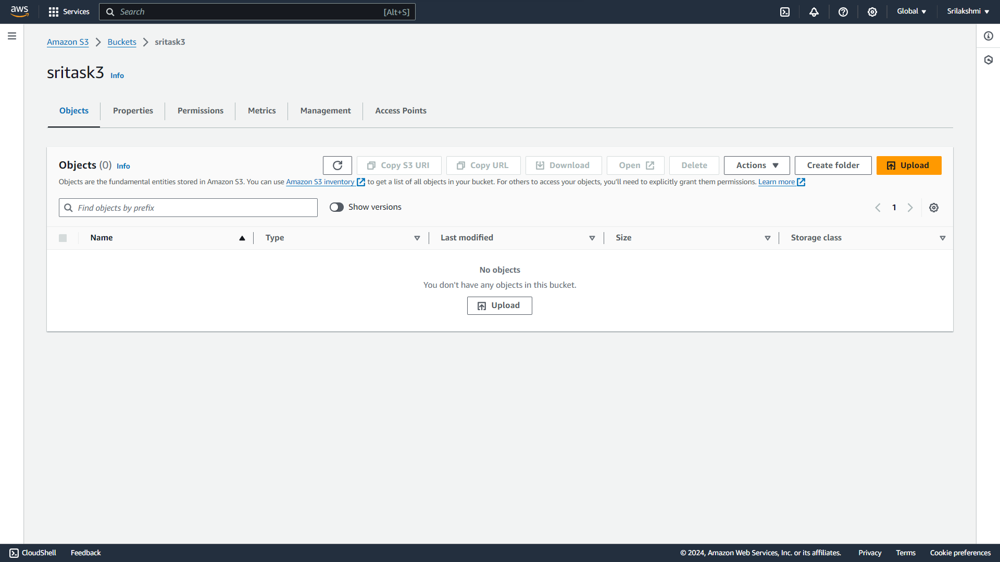 aws Services Search [Alt+S] Global Srilakshmi
Amazon S3 Buckets sritask3
sritask3 Info
Objects Properties Permissions Metrics Management Access Points
Objects (0) Info Copy S3 URI Copy URL Download Open Delete Actions Create folder Upload
Objects are the fundamental entities stored in Amazon S3. You can use Amazon S3 inventory to get a list of all objects in your bucket. For others to access your objects, you’ll need to explicitly grant them permissions. Learn more
Find objects by prefix Show versions 1
Name Type Last modified Size Storage class
No objects
You don't have any objects in this bucket.
Upload
CloudShell Feedback © 2024, Amazon Web Services, Inc. or its affiliates. Privacy Terms Cookie preferences